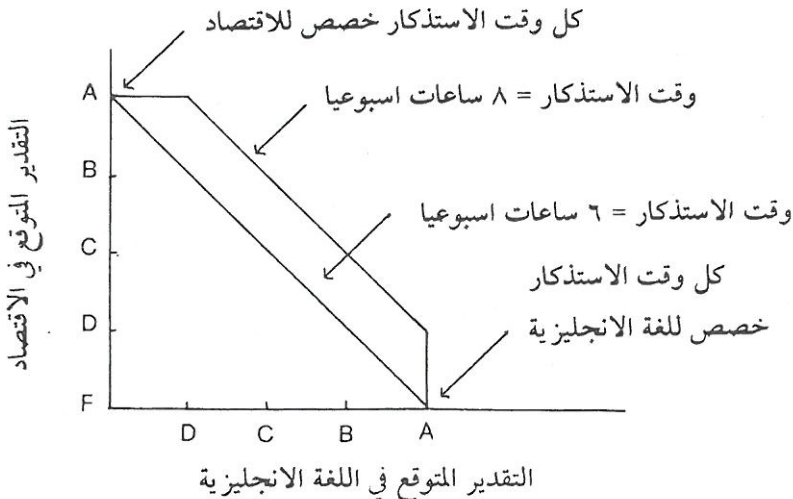 كل وقت الاستذكار خصص للاقتصاد
وقت الاستذكار = ٨ ساعات اسبوعيا
وقت الاستذكار = ٦ ساعات اسبوعيا
كل وقت الاستذكار
خصص للغة الانجليزية
التقدير المتوقع في الاقتصاد
A
B
C
D
F
D C B A
التقدير المتوقع في اللغة الانجليزية